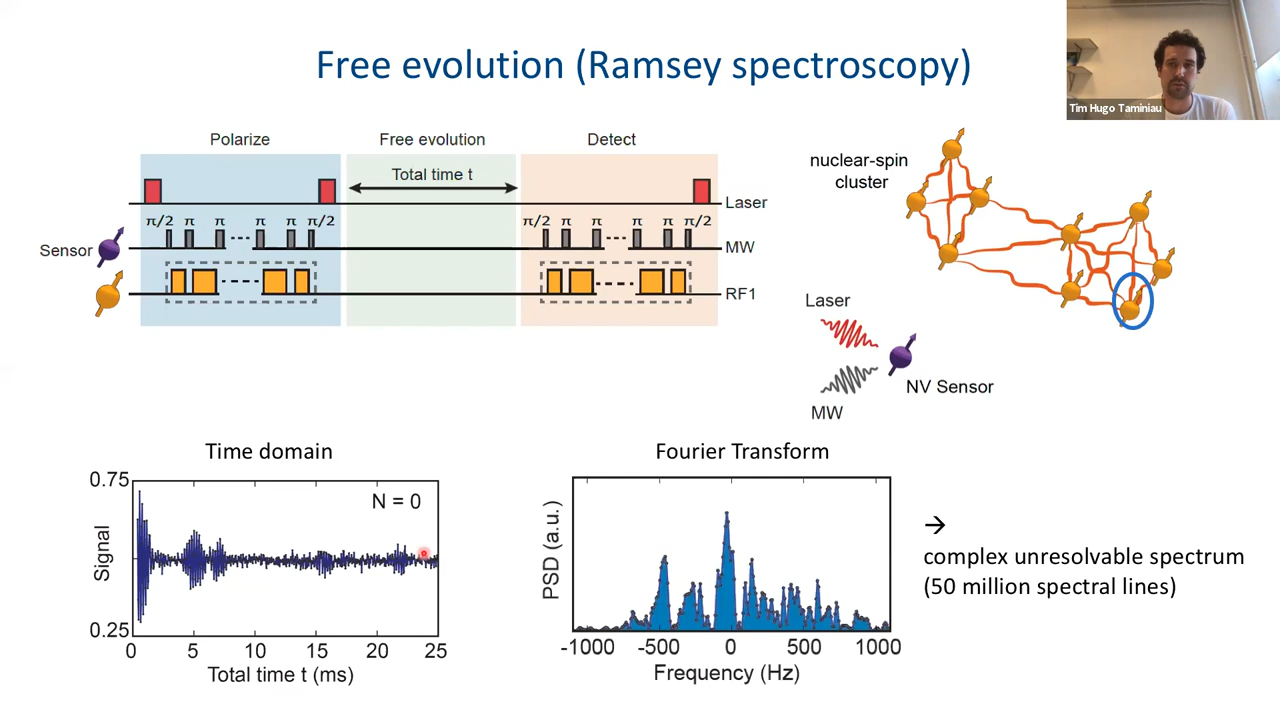 Free evolution (Ramsey spectroscopy)
Tim Hugo Taminiau
Polarize
Free evolution
Detect
Total time t
Laser
π/2 π π π π π/2
π/2 π π π π π/2
Sensor
MW
RF1
nuclear-spin
cluster
Laser
NV Sensor
MW
Time domain
0.75
N = 0
Signal
0.25
0 5 10 15 20 25
Total time t (ms)
Fourier Transform
PSD (a.u.)
-1000 -500 0 500 1000
Frequency (Hz)
→
complex unresolvable spectrum
(50 million spectral lines)